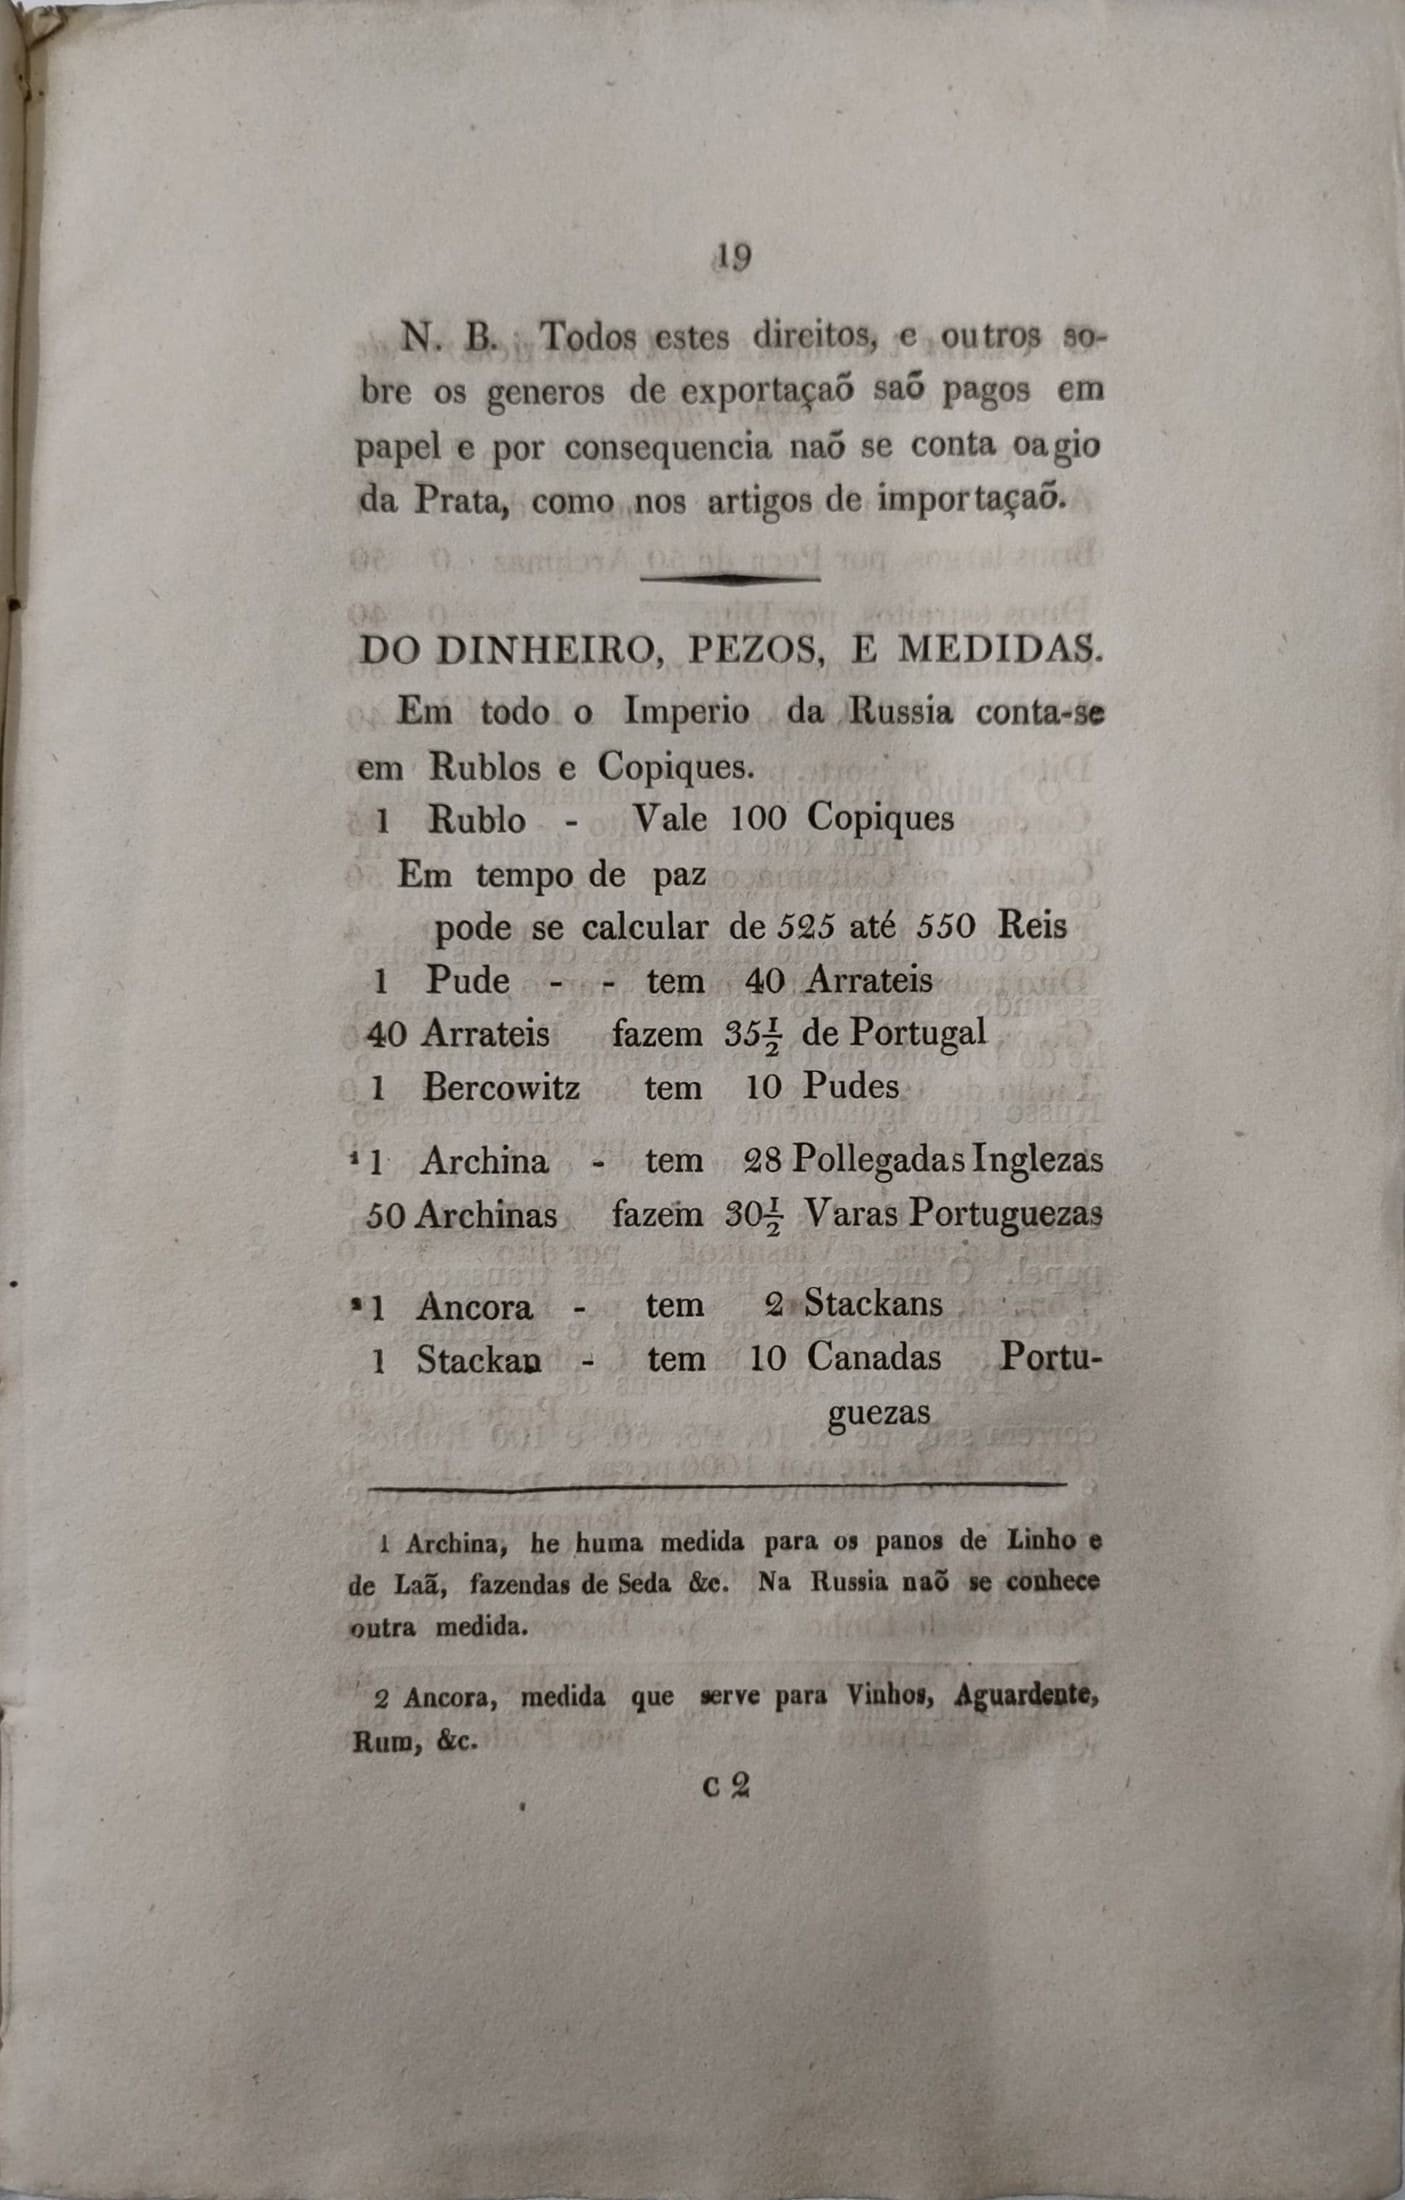 19
N. B. Todos estes direitos, e outros so-
bre os generos de exportaçaõ saõ pagos em
papel e por consequencia naõ se conta oagio
da Prata, como nos artigos de importaçaõ.
DO DINHEIRO, PEZOS, E MEDIDAS.
Em todo o Imperio da Russia conta-se
em Rublos e Copiques.
1 Rublo - Vale 100 Copiques
Em tempo de paz
pode se calcular de 525 até 550 Reis
1 Pude - - tem 40 Arrateis
40 Arrateis fazem 35½ de Portugal
1 Bercowitz tem 10 Pudes
¹ 1 Archina - tem 28 Pollegadas Inglezas
50 Archinas fazem 30½ Varas Portuguezas
² 1 Ancora - tem 2 Stackans
1 Stackan - tem 10 Canadas Portu-
guezas
1 Archina, he huma medida para os panos de Linho e
de Laã, fazendas de Seda &c. Na Russia naõ se conhece
outra medida.
2 Ancora, medida que serve para Vinhos, Aguardente,
Rum, &c.
C 2